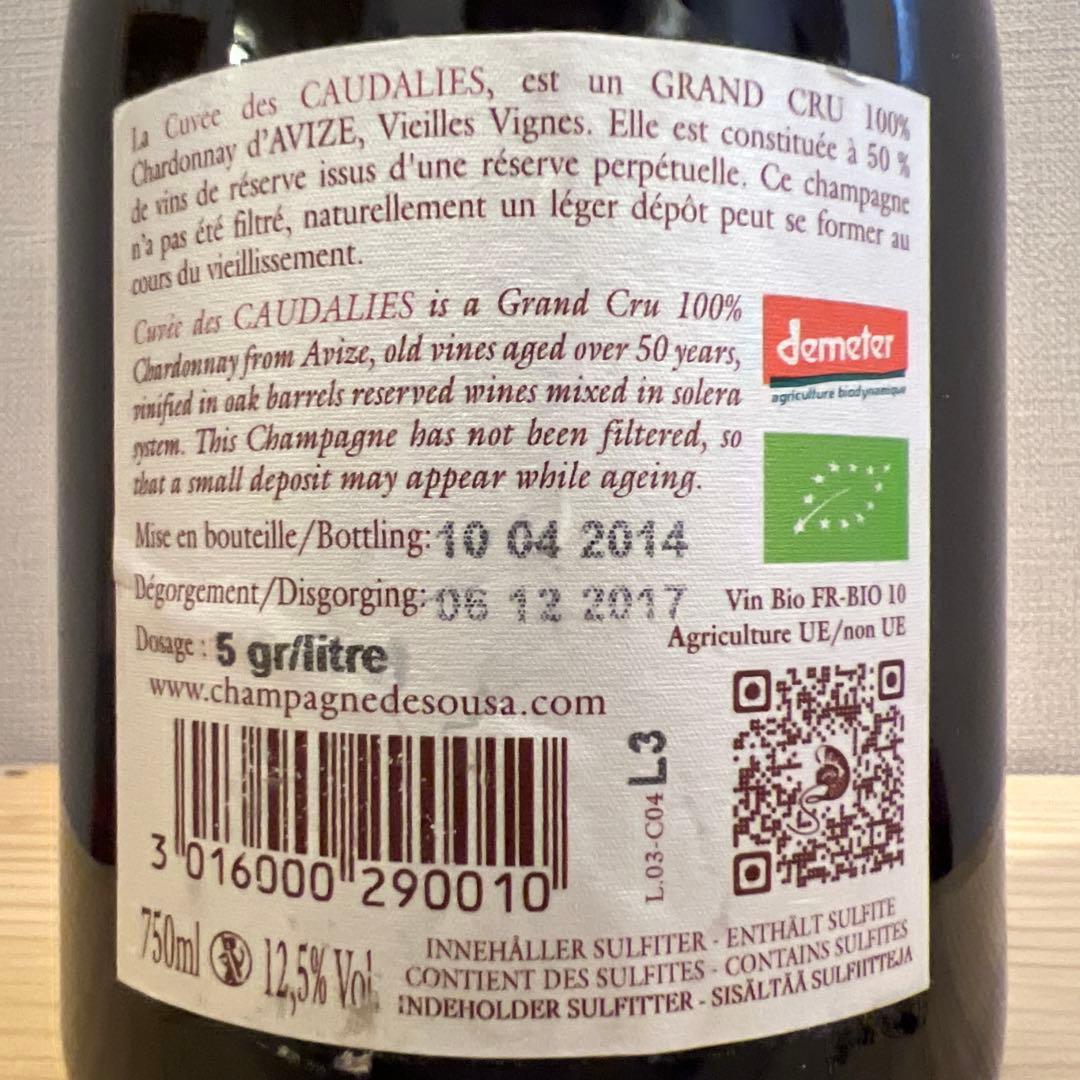 La Cuvée des CAUDALIES, est un GRAND CRU 100%
Chardonnay d'AVIZE, Vieilles Vignes. Elle est constituée à 50 %
de vins de réserve issus d'une réserve perpétuelle. Ce champagne
n'a pas été filtré, naturellement un léger dépôt peut se former au
cours du vieillissement.
Cuvée des CAUDALIES is a Grand Cru 100%
Chardonnay from Avize, old vines aged over 50 years,
vinified in oak barrels reserved wines mixed in solera
system. This Champagne has not been filtered, so
that a small deposit may appear while ageing.
demeter
agriculture biodynamique
Mise en bouteille/Bottling: 10 04 2014
Dégorgement/Disgorging: 06 12 2017
Vin Bio FR-BIO 10
Agriculture UE/non UE
Dosage : 5 gr/litre
www.champagnedesousa.com
3 016000 290010
L.03-C04 L3
750ml 12,5% Vol.
INNEHÅLLER SULFITER - ENTHÄLT SULFITE
CONTIENT DES SULFITES - CONTAINS SULFITES
INDEHOLDER SULFITTER - SISÄLTÄÄ SULFIITTEJA